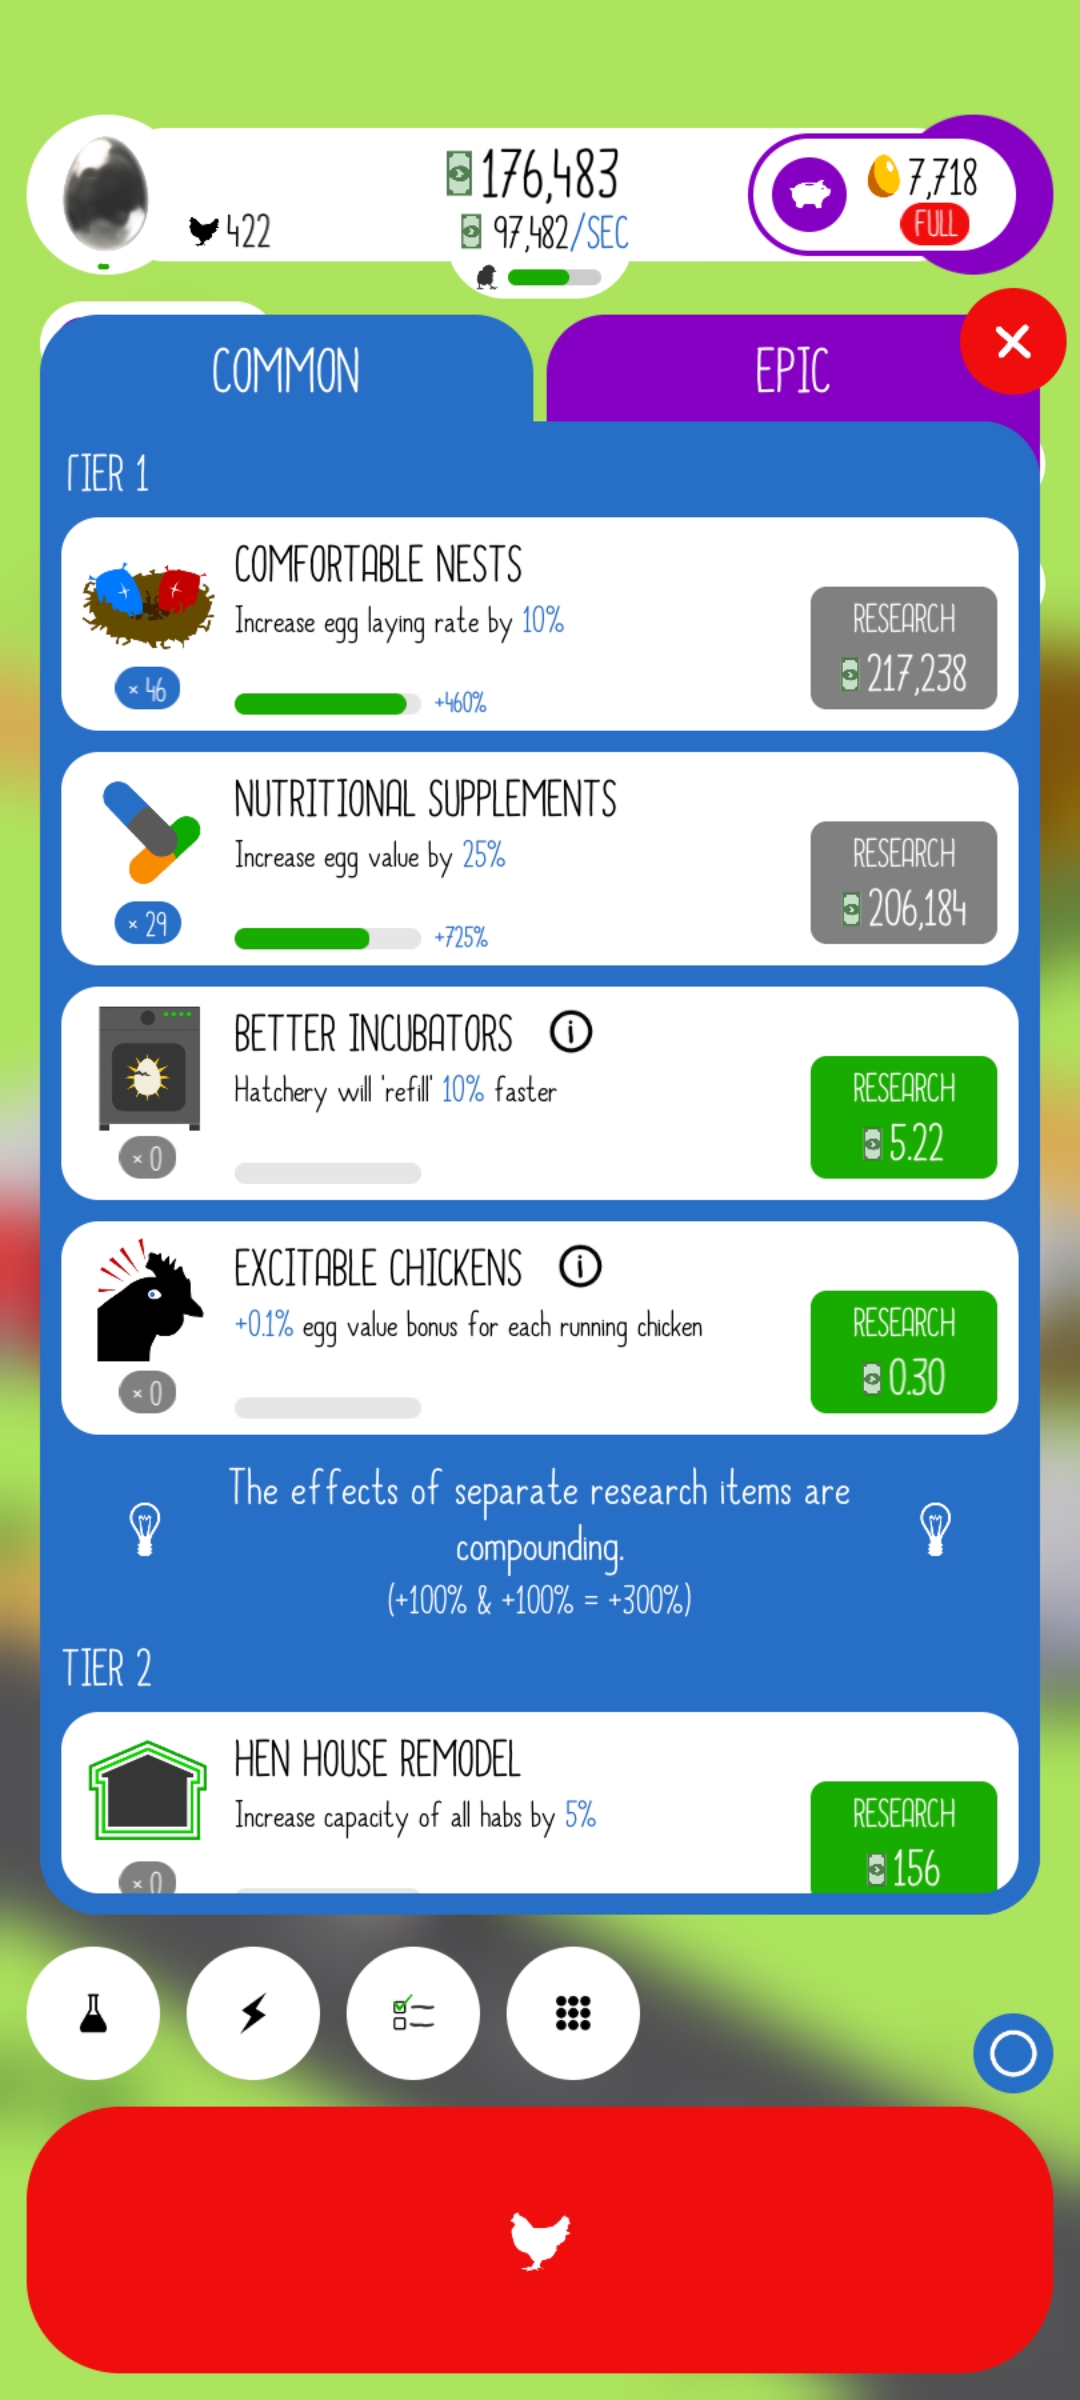 176,483
7,718
422
97,482/SEC
FULL
COMMON
EPIC
TIER 1
COMFORTABLE NESTS
Increase egg laying rate by 10%
RESEARCH
217,238
× 46
+460%
NUTRITIONAL SUPPLEMENTS
Increase egg value by 25%
RESEARCH
206,184
× 29
+725%
BETTER INCUBATORS
Hatchery will 'refill' 10% faster
RESEARCH
5.22
× 0
EXCITABLE CHICKENS
+0.1% egg value bonus for each running chicken
RESEARCH
0.30
× 0
The effects of separate research items are
compounding.
(+100% & +100% = +300%)
TIER 2
HEN HOUSE REMODEL
Increase capacity of all habs by 5%
RESEARCH
156
× 0